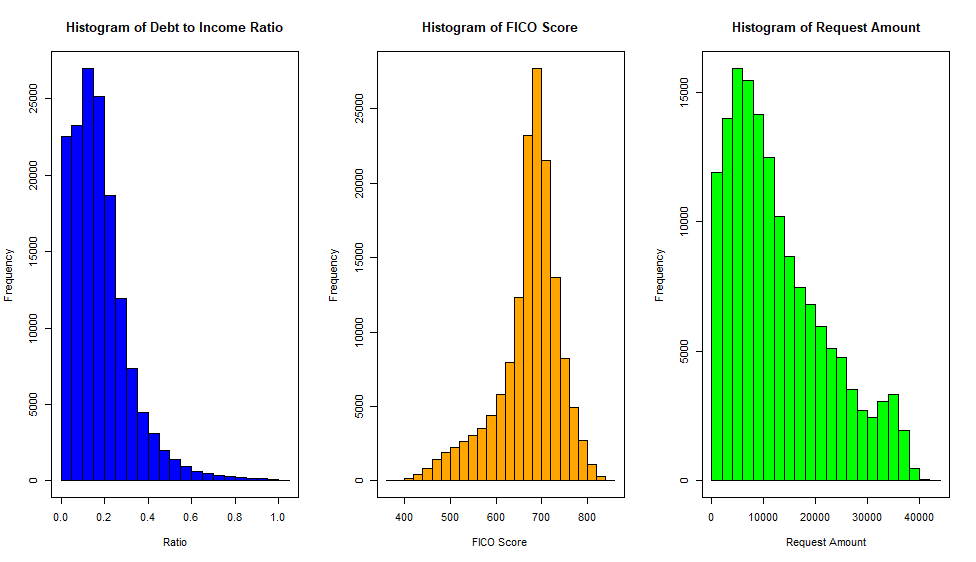 Histogram of Debt to Income Ratio
Frequency
25000
20000
15000
10000
5000
0
0.0 0.2 0.4 0.6 0.8 1.0
Ratio
Histogram of FICO Score
Frequency
25000
20000
15000
10000
5000
0
400 500 600 700 800
FICO Score
Histogram of Request Amount
Frequency
15000
10000
5000
0
0 10000 20000 30000 40000
Request Amount